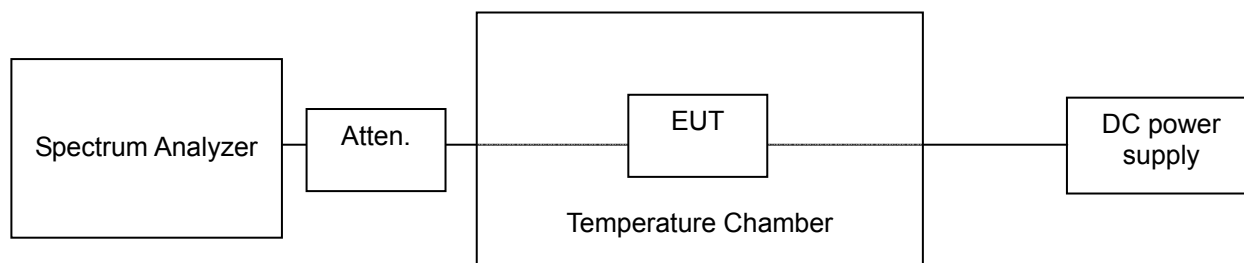 Spectrum Analyzer
Atten.
EUT
Temperature Chamber
DC power
supply